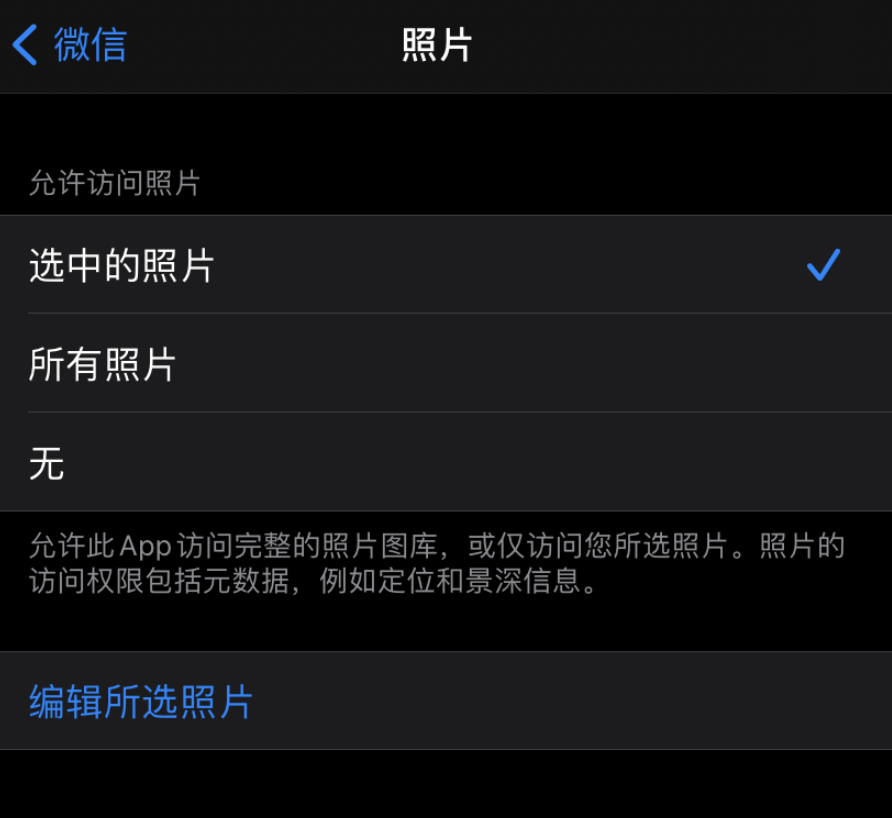 微信
照片
允许访问照片
选中的照片
所有照片
无
允许此App访问完整的照片图库，或仅访问您所选照片。照片的
访问权限包括元数据，例如定位和景深信息。
编辑所选照片